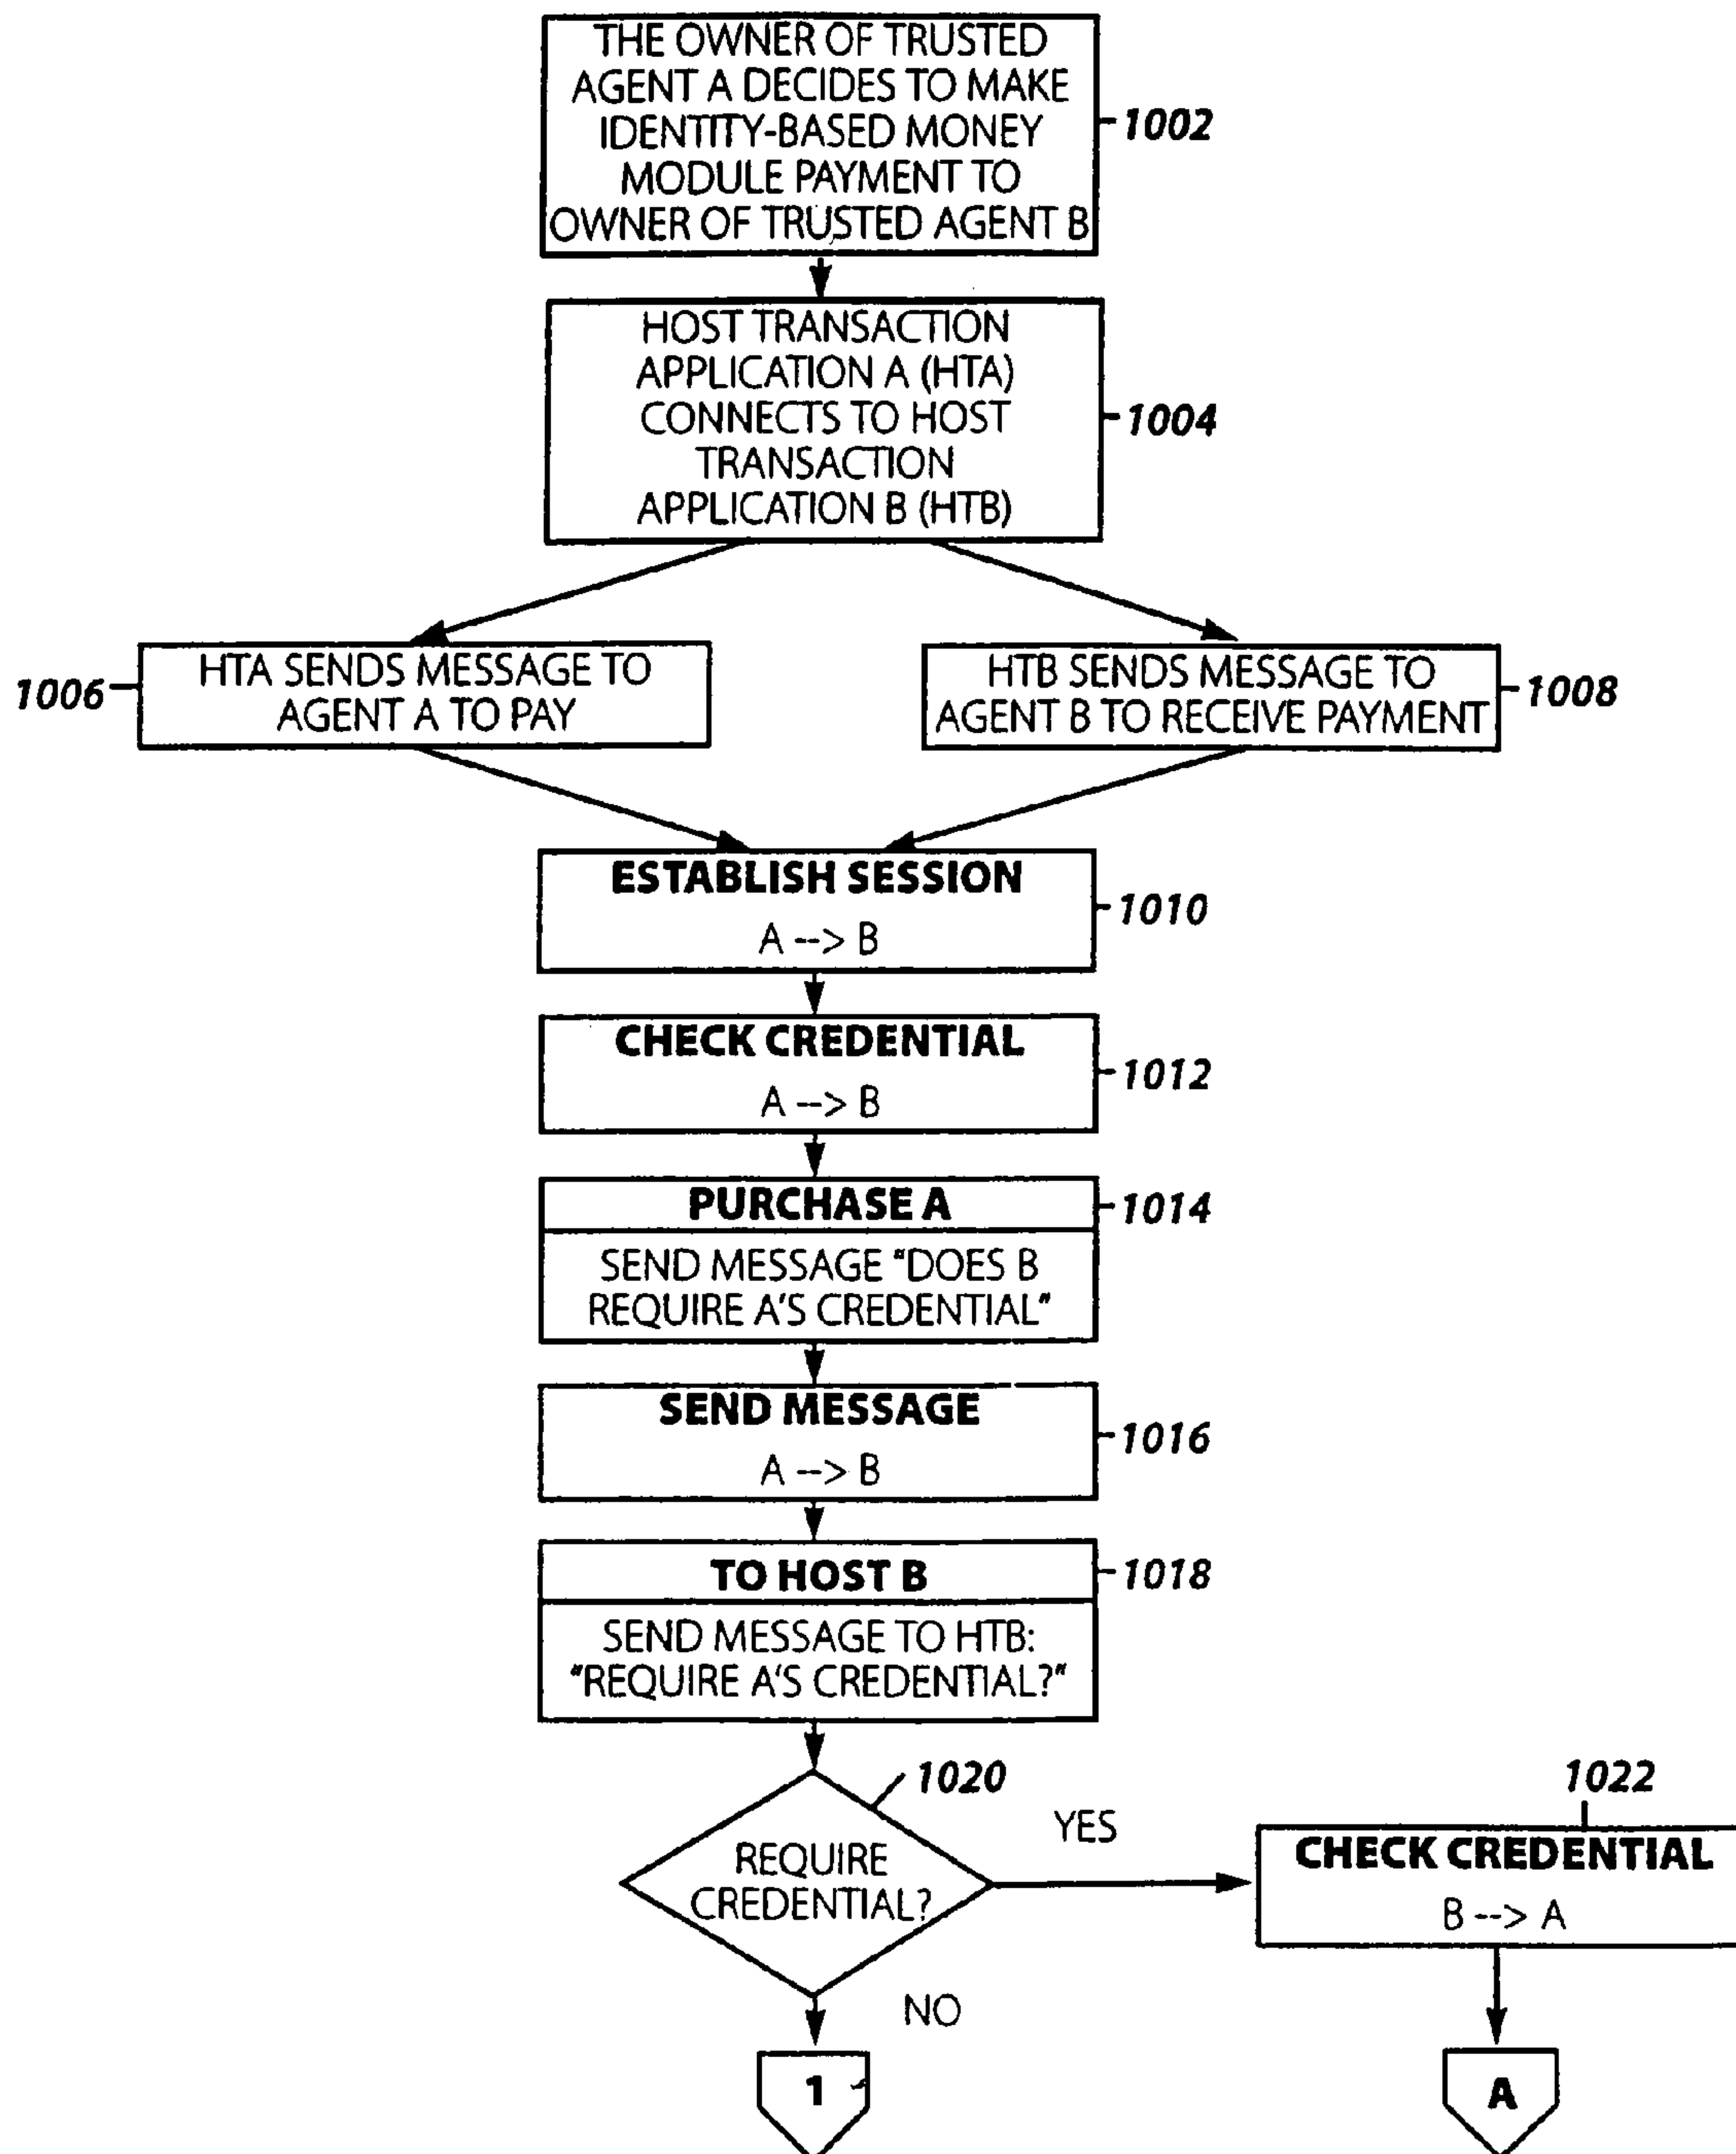 THE OWNER OF TRUSTED
AGENT A DECIDES TO MAKE
IDENTITY-BASED MONEY
MODULE PAYMENT TO
OWNER OF TRUSTED AGENT B
1002
HOST TRANSACTION
APPLICATION A (HTA)
CONNECTS TO HOST
TRANSACTION
APPLICATION B (HTB)
1004
1006
HTA SENDS MESSAGE TO
AGENT A TO PAY
HTB SENDS MESSAGE TO
AGENT B TO RECEIVE PAYMENT
1008
ESTABLISH SESSION
A --> B
1010
CHECK CREDENTIAL
A --> B
1012
PURCHASE A
1014
SEND MESSAGE "DOES B
REQUIRE A'S CREDENTIAL"
SEND MESSAGE
A --> B
1016
TO HOST B
1018
SEND MESSAGE TO HTB:
"REQUIRE A'S CREDENTIAL?"
1020
REQUIRE
CREDENTIAL?
YES
1022
CHECK CREDENTIAL
B --> A
NO
1
A